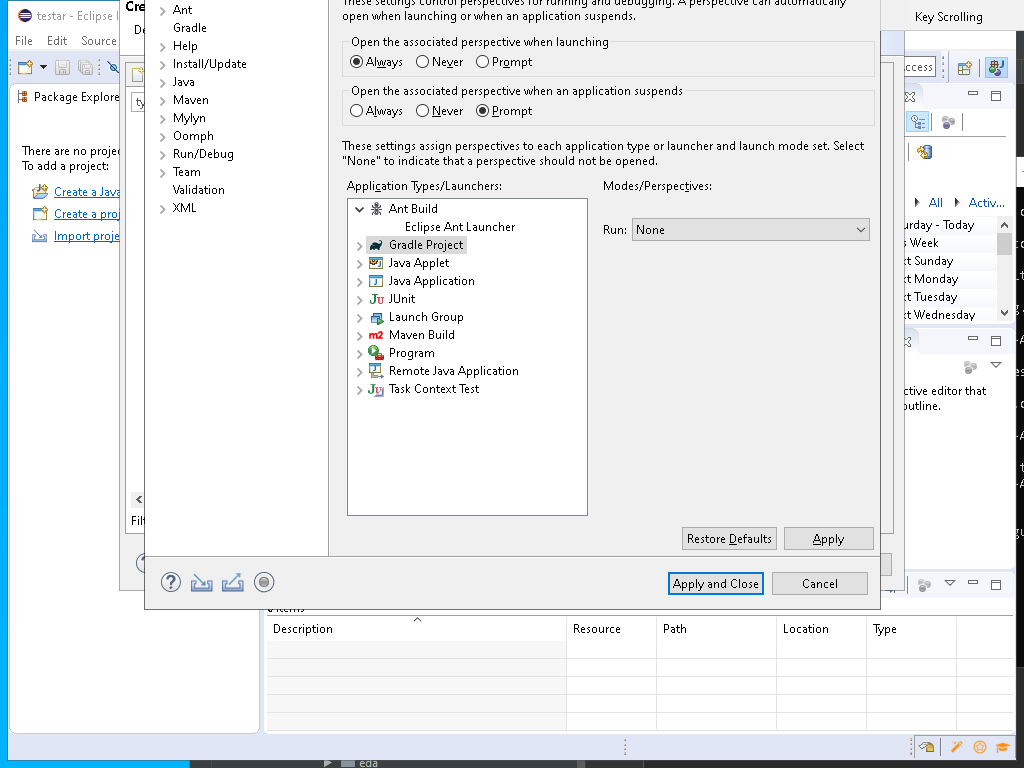 testar - Eclipse
File Edit Source
Cre
De
Key Scrolling
These settings control perspectives for running and debugging. A perspective can automatically
open when launching or when an application suspends.
Open the associated perspective when launching
Always Never Prompt
Open the associated perspective when an application suspends
Always Never Prompt
These settings assign perspectives to each application type or launcher and launch mode set. Select
"None" to indicate that a perspective should not be opened.
Application Types/Launchers:
Modes/Perspectives:
Ant Build
Eclipse Ant Launcher
Gradle Project
Java Applet
Java Application
JUnit
Launch Group
Maven Build
Program
Remote Java Application
Task Context Test
Run: None
Restore Defaults
Apply
Apply and Close
Cancel
Ant
Gradle
Help
Install/Update
Java
Maven
Mylyn
Oomph
Run/Debug
Team
Validation
XML
Package Explore
ty
There are no projec
To add a project:
Create a Java
Create a proj
Import proje
Filt
ccess
All Activ...
urday - Today
s Week
xt Sunday
xt Monday
xt Tuesday
xt Wednesday
ctive editor that
outline.
0 items
Description Resource Path Location Type
eda